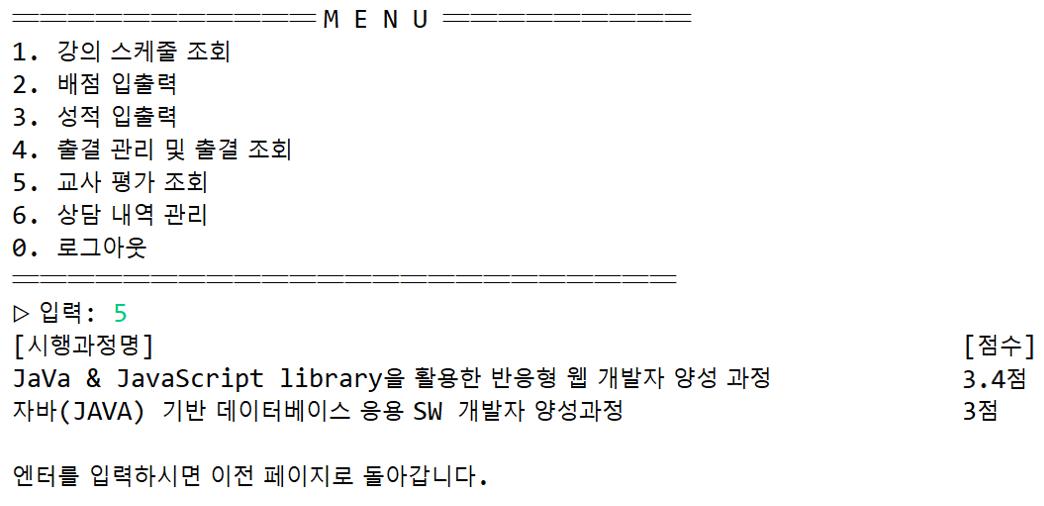 ══════════════════════ M E N U ══════════════════
1. 강의 스케줄 조회
2. 배점 입출력
3. 성적 입출력
4. 출결 관리 및 출결 조회
5. 교사 평가 조회
6. 상담 내역 관리
0. 로그아웃
════════════════════════════════════════════════
▷ 입력: 5
[시행과정명] [점수]
JaVa & JavaScript library을 활용한 반응형 웹 개발자 양성 과정 3.4점
자바(JAVA) 기반 데이터베이스 응용 SW 개발자 양성과정 3점
엔터를 입력하시면 이전 페이지로 돌아갑니다.